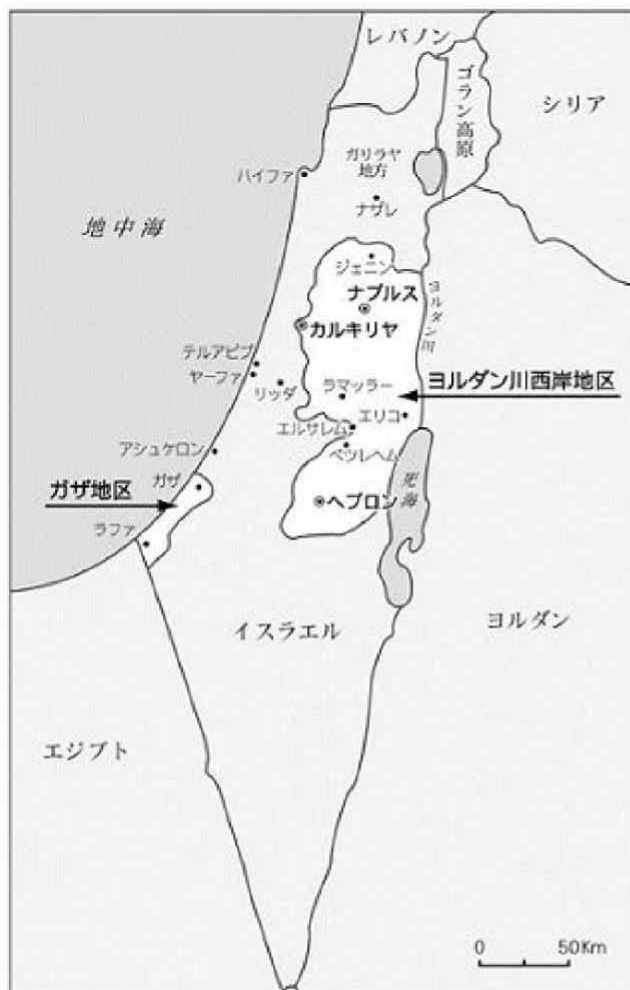 レバノン
ゴラン高原
シリア
ガリラヤ
地方
ハイファ
ナザレ
地中海
ジェニン
ナブルス
カルキリヤ
ヨルダン川
テルアビブ
ヤーファ
リッダ
ラマッラー
ヨルダン川西岸地区
エリコ
エルサレム
ベツレヘム
アシュケロン
ガザ
ガザ地区
ヘブロン
死海
ラファ
イスラエル
ヨルダン
エジプト
0 50Km